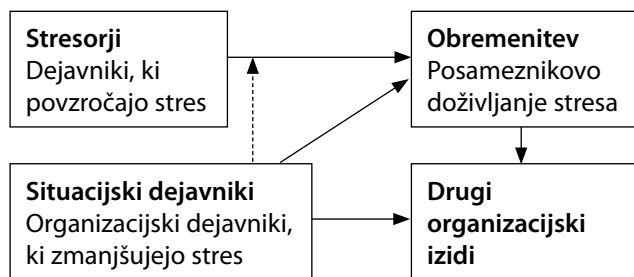 Stresorji
Dejavniki, ki
povzročajo stres
Obremenitev
Posameznikovo
doživljanje stresa
Situacijski dejavniki
Organizacijski dejavniki,
ki zmanjšujejo stres
Drugi
organizacijski
izidi